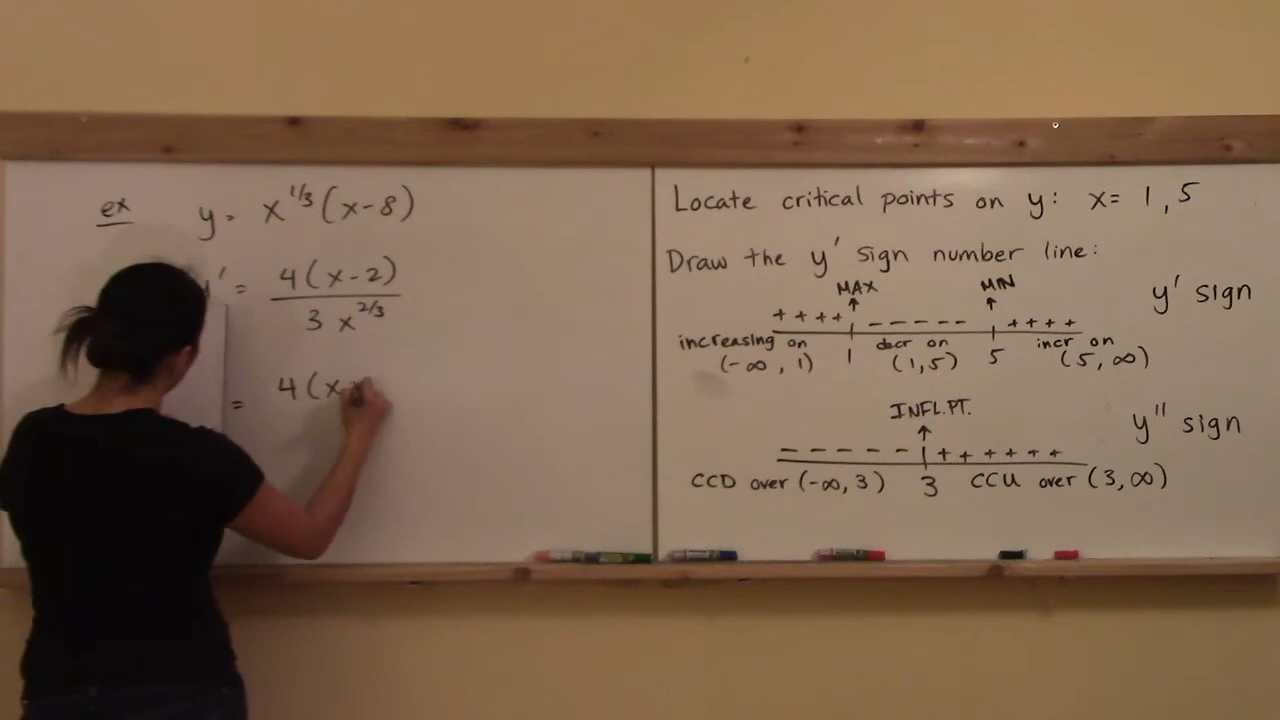 ex y = x^1/3 (x-8)
y' = 4(x-2)
3 x^2/3
= 4(x
Locate critical points on y: x= 1, 5
Draw the y' sign number line:
MAX MIN y' sign
++++ ----- ++++
increasing on 1 decr on 5 incr on
(-∞, 1) (1,5) (5, ∞)
INFL.PT. y'' sign
----- ++++++
CCD over (-∞, 3) 3 CCU over (3, ∞)